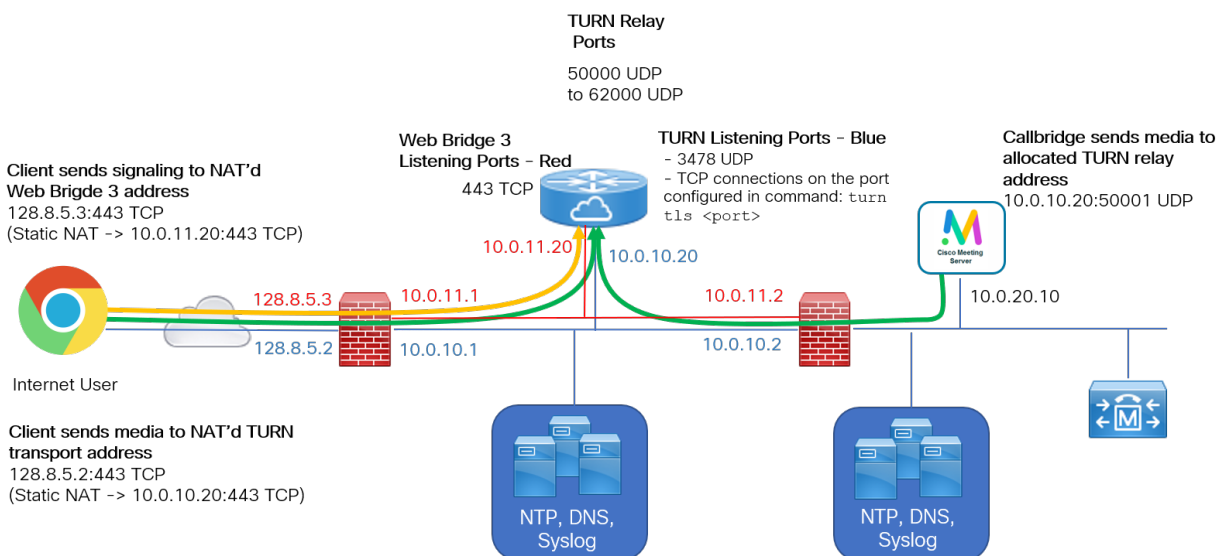 TURN Relay
Ports
50000 UDP
to 62000 UDP
Client sends signaling to NAT'd
Web Brigde 3 address
128.8.5.3:443 TCP
(Static NAT -> 10.0.11.20:443 TCP)
Web Bridge 3
Listening Ports - Red
443 TCP
TURN Listening Ports - Blue
- 3478 UDP
- TCP connections on the port
configured in command: turn
tls <port>
Callbridge sends media to
allocated TURN relay
address
10.0.10.20:50001 UDP
Cisco Meeting
Server
10.0.11.20
10.0.10.20
128.8.5.3
10.0.11.1
10.0.11.2
10.0.20.10
128.8.5.2
10.0.10.1
10.0.10.2
Internet User
M
Client sends media to NAT'd TURN
transport address
128.8.5.2:443 TCP
(Static NAT -> 10.0.10.20:443 TCP)
NTP, DNS,
Syslog
NTP, DNS,
Syslog